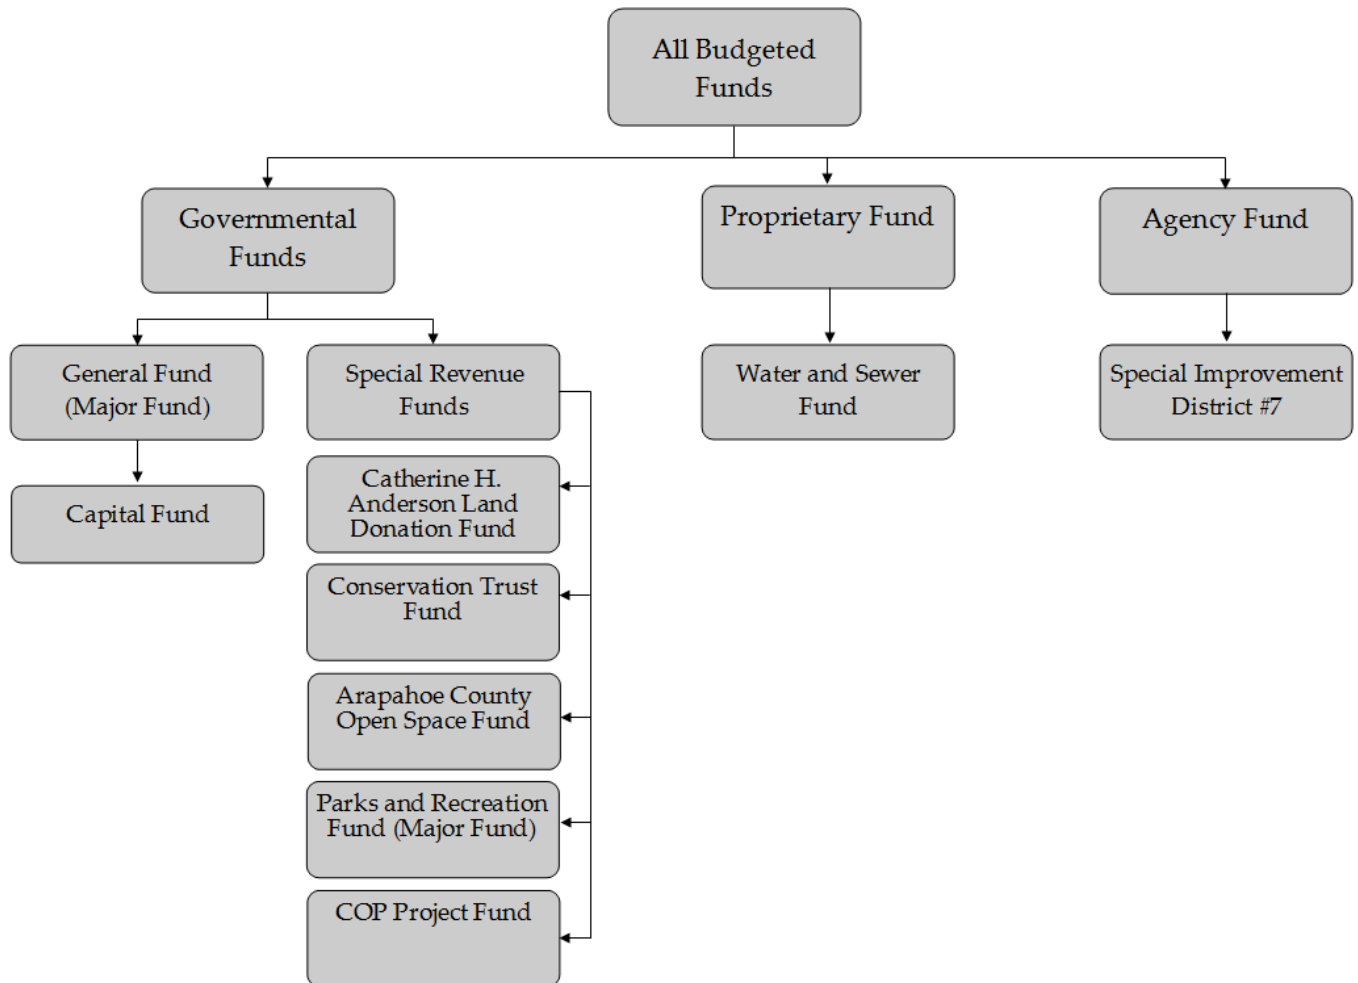 All Budgeted
Funds
Governmental
Funds
Proprietary Fund
Agency Fund
General Fund
(Major Fund)
Special Revenue
Funds
Water and Sewer
Fund
Special Improvement
District #7
Capital Fund
Catherine H.
Anderson Land
Donation Fund
Conservation Trust
Fund
Arapahoe County
Open Space Fund
Parks and Recreation
Fund (Major Fund)
COP Project Fund